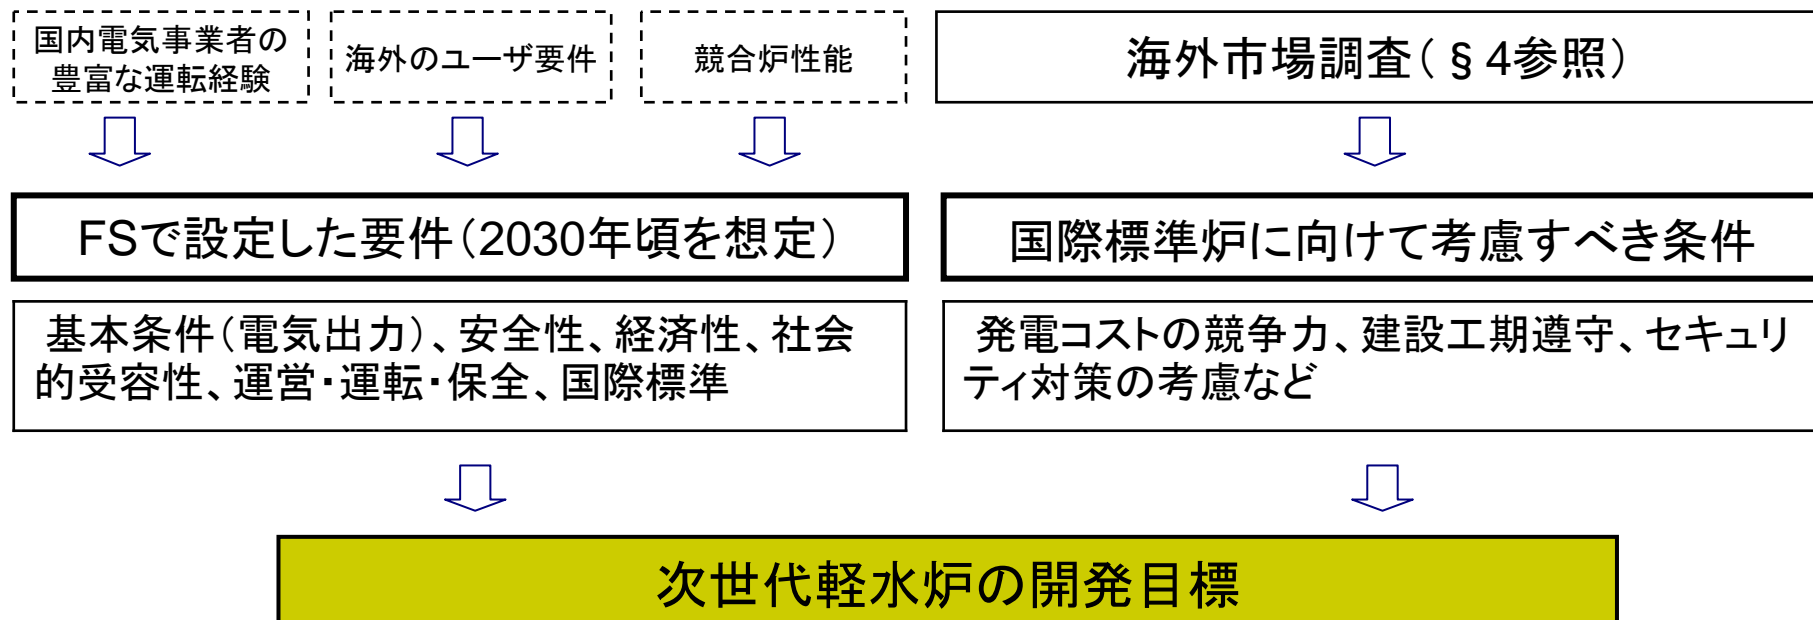 国内電気事業者の
豊富な運転経験
海外のユーザ要件
競合炉性能
海外市場調査(§4参照)
FSで設定した要件(2030年頃を想定)
国際標準炉に向けて考慮すべき条件
基本条件(電気出力)、安全性、経済性、社会
的受容性、運営・運転・保全、国際標準
発電コストの競争力、建設工期遵守、セキュリ
ティ対策の考慮など
次世代軽水炉の開発目標